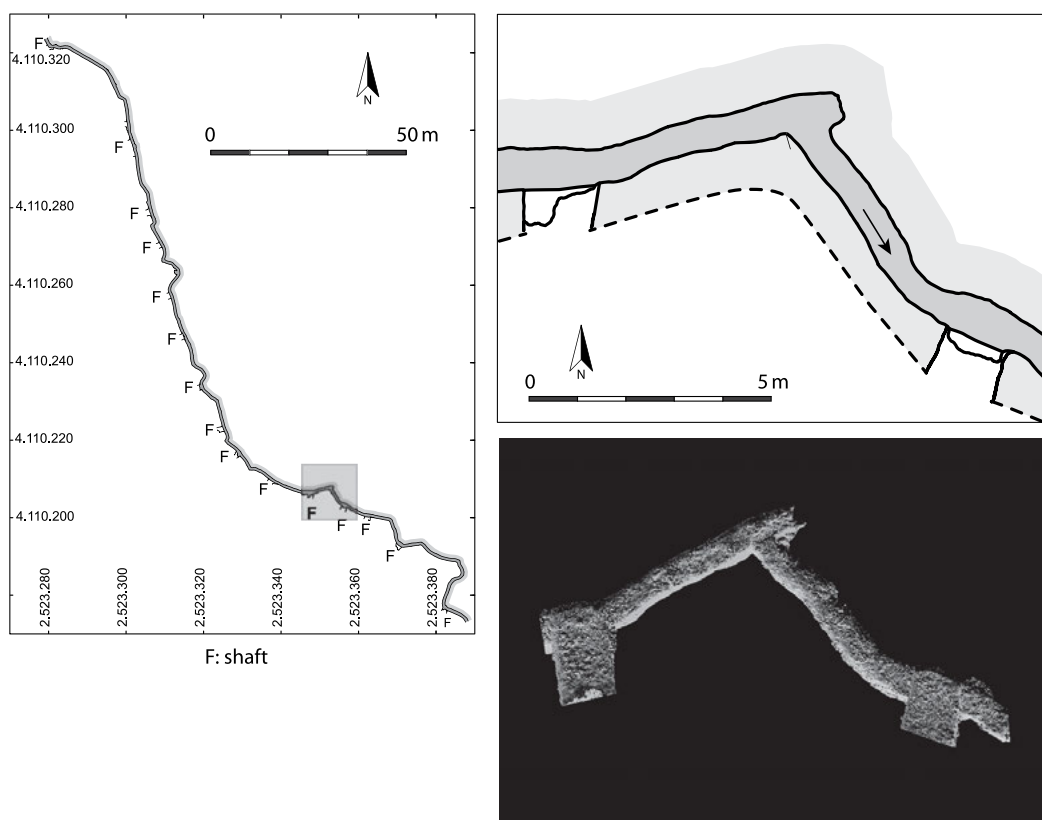 F
4.110.320
N
0 50 m
4.110.300
F
4.110.280
F
F
4.110.260
F
F
4.110.240
F
4.110.220
F
F
F
4.110.200
F
F
F
F
F
2.523.280
2.523.300
2.523.320
2.523.340
2.523.360
2.523.380
F: shaft
N
0 5 m